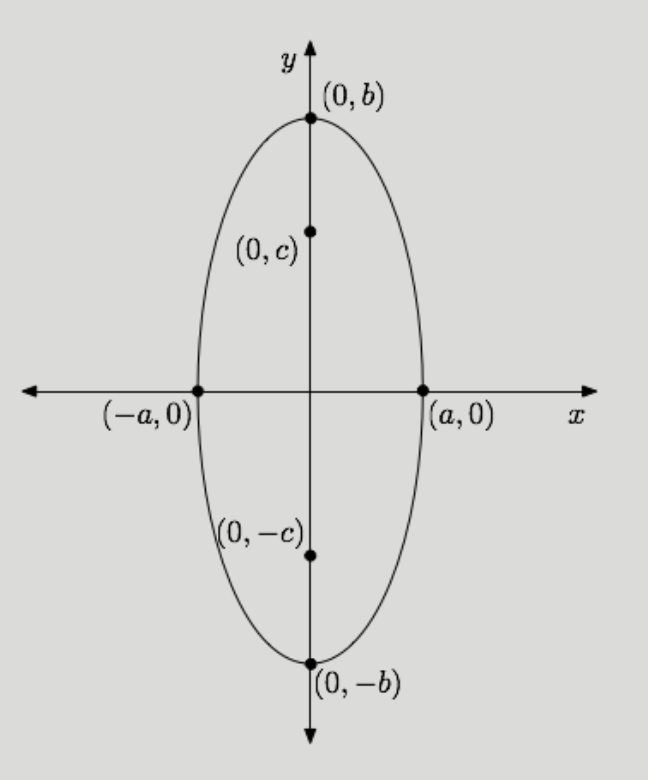 y
(0, b)
(0, c)
(−a, 0)
(a, 0)
x
(0, −c)
(0, −b)